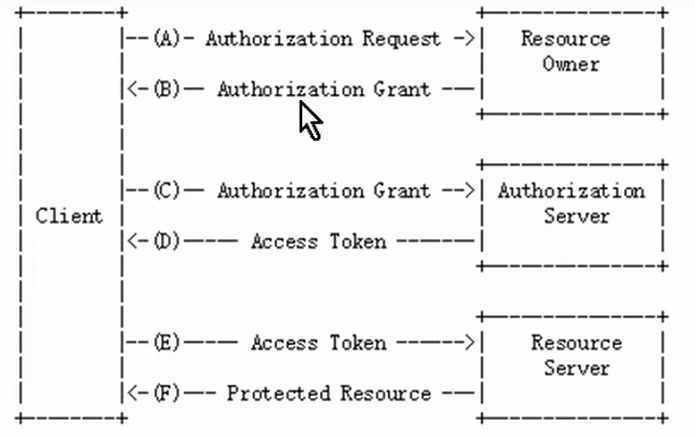 (A) Authorization Request
Resource
Owner
(B) Authorization Grant
(C) Authorization Grant
Authorization
Server
Client
(D) Access Token
(E) Access Token
Resource
Server
(F) Protected Resource